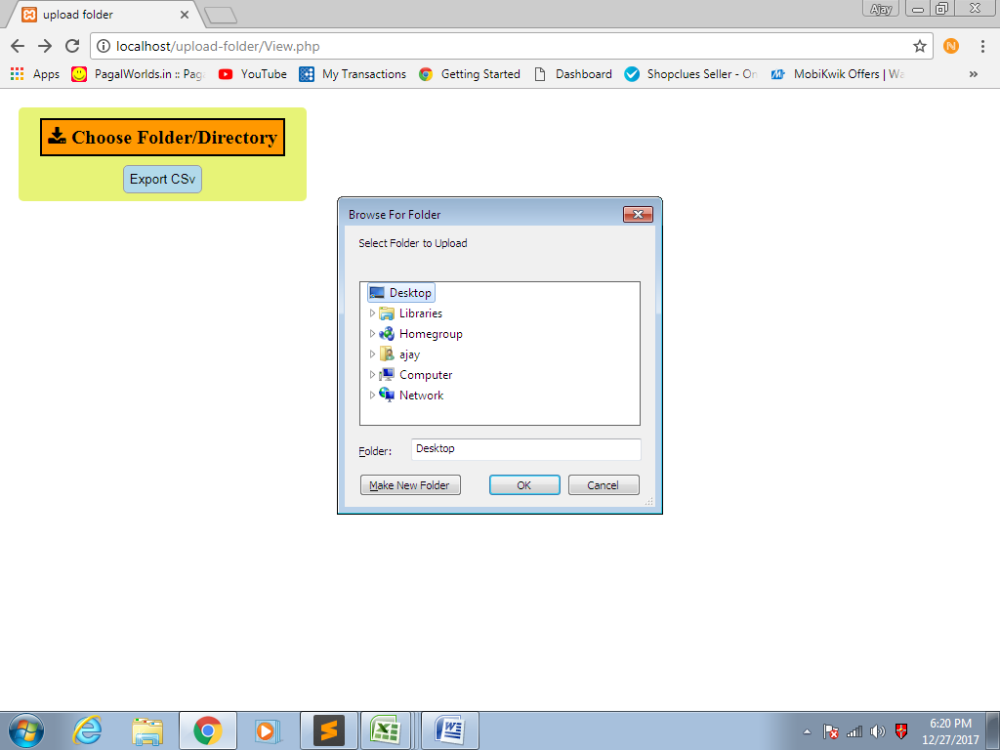 upload folder
Ajay
localhost/upload-folder/View.php
Apps
PagalWorlds.in :: Pag
YouTube
My Transactions
Getting Started
Dashboard
Shopclues Seller - On
MobiKwik Offers | Wa
»
Choose Folder/Directory
Export CSv
Browse For Folder
Select Folder to Upload
Desktop
Libraries
Homegroup
ajay
Computer
Network
Folder: Desktop
Make New Folder OK Cancel
6:20 PM
12/27/2017